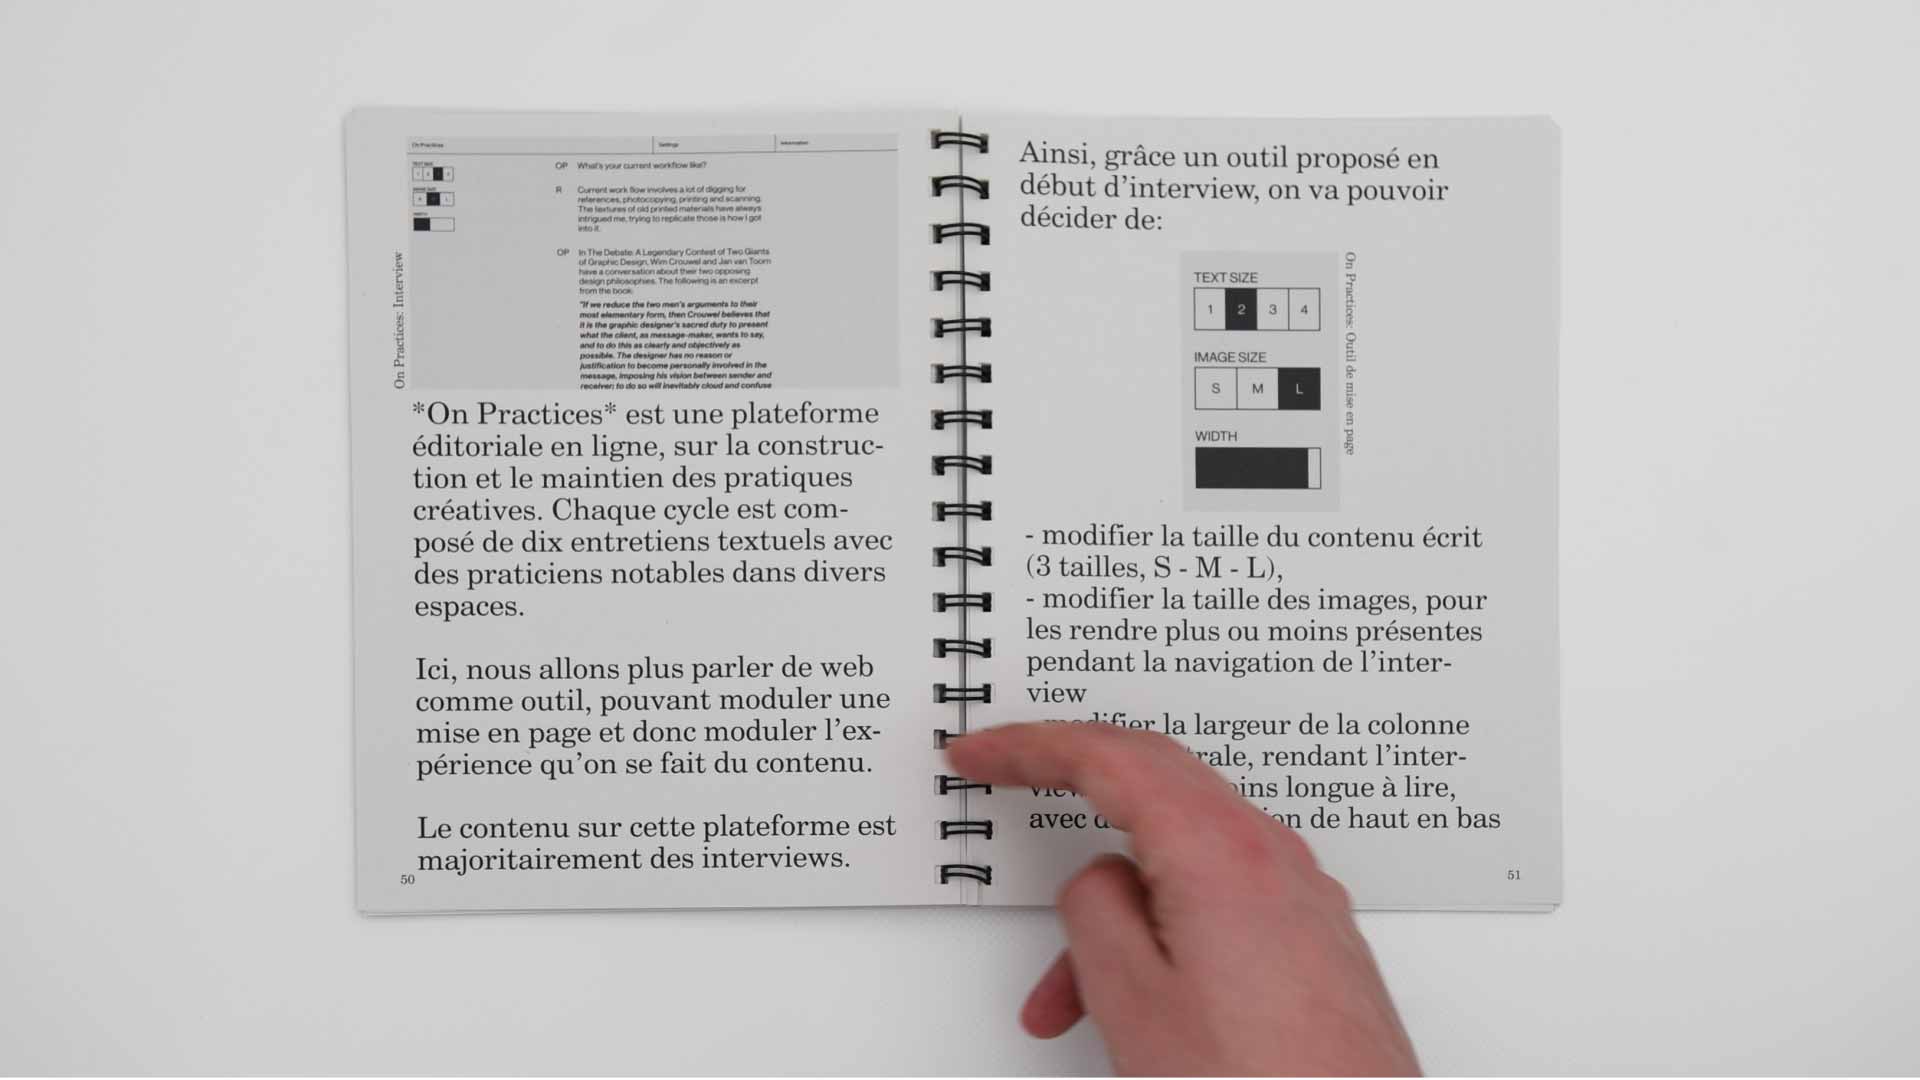 On Practices
Settings
Information
TEXT SIZE
OP What's your current workflow like?
R Current work flow involves a lot of digging for
references, photocopying, printing and scanning.
The textures of old printed materials have always
intrigued me, trying to replicate those is how I got
into it.
OP In The Debate: A Legendary Contest of Two Giants
of Graphic Design, Wim Crouwel and Jan van Toorn
have a conversation about their two opposing
design philosophies. The following is an excerpt
from the book:
"If we reduce the two men's arguments to their
most elementary form, then Crouwel believes that
it is the graphic designer's sacred duty to present
what the client, as message-maker, wants to say,
and to do this as clearly and objectively as
possible. The designer has no reason or
justification to become personally involved in the
message, imposing his vision between sender and
receiver; to do so will inevitably cloud and confuse
On Practices: Interview
*On Practices* est une plateforme
éditoriale en ligne, sur la construc-
tion et le maintien des pratiques
créatives. Chaque cycle est com-
posé de dix entretiens textuels avec
des praticiens notables dans divers
espaces.
Ici, nous allons plus parler de web
comme outil, pouvant moduler une
mise en page et donc moduler l'ex-
périence qu'on se fait du contenu.
Le contenu sur cette plateforme est
majoritairement des interviews.
50
Ainsi, grâce un outil proposé en
début d'interview, on va pouvoir
décider de:
TEXT SIZE
1 2 3 4
IMAGE SIZE
S M L
WIDTH
On Practices: Outil de mise en page
- modifier la taille du contenu écrit
(3 tailles, S - M - L),
- modifier la taille des images, pour
les rendre plus ou moins présentes
pendant la navigation de l'inter-
view
modifier la largeur de la colonne
rendant l'inter-
longue à lire,
avec de haut en bas
51